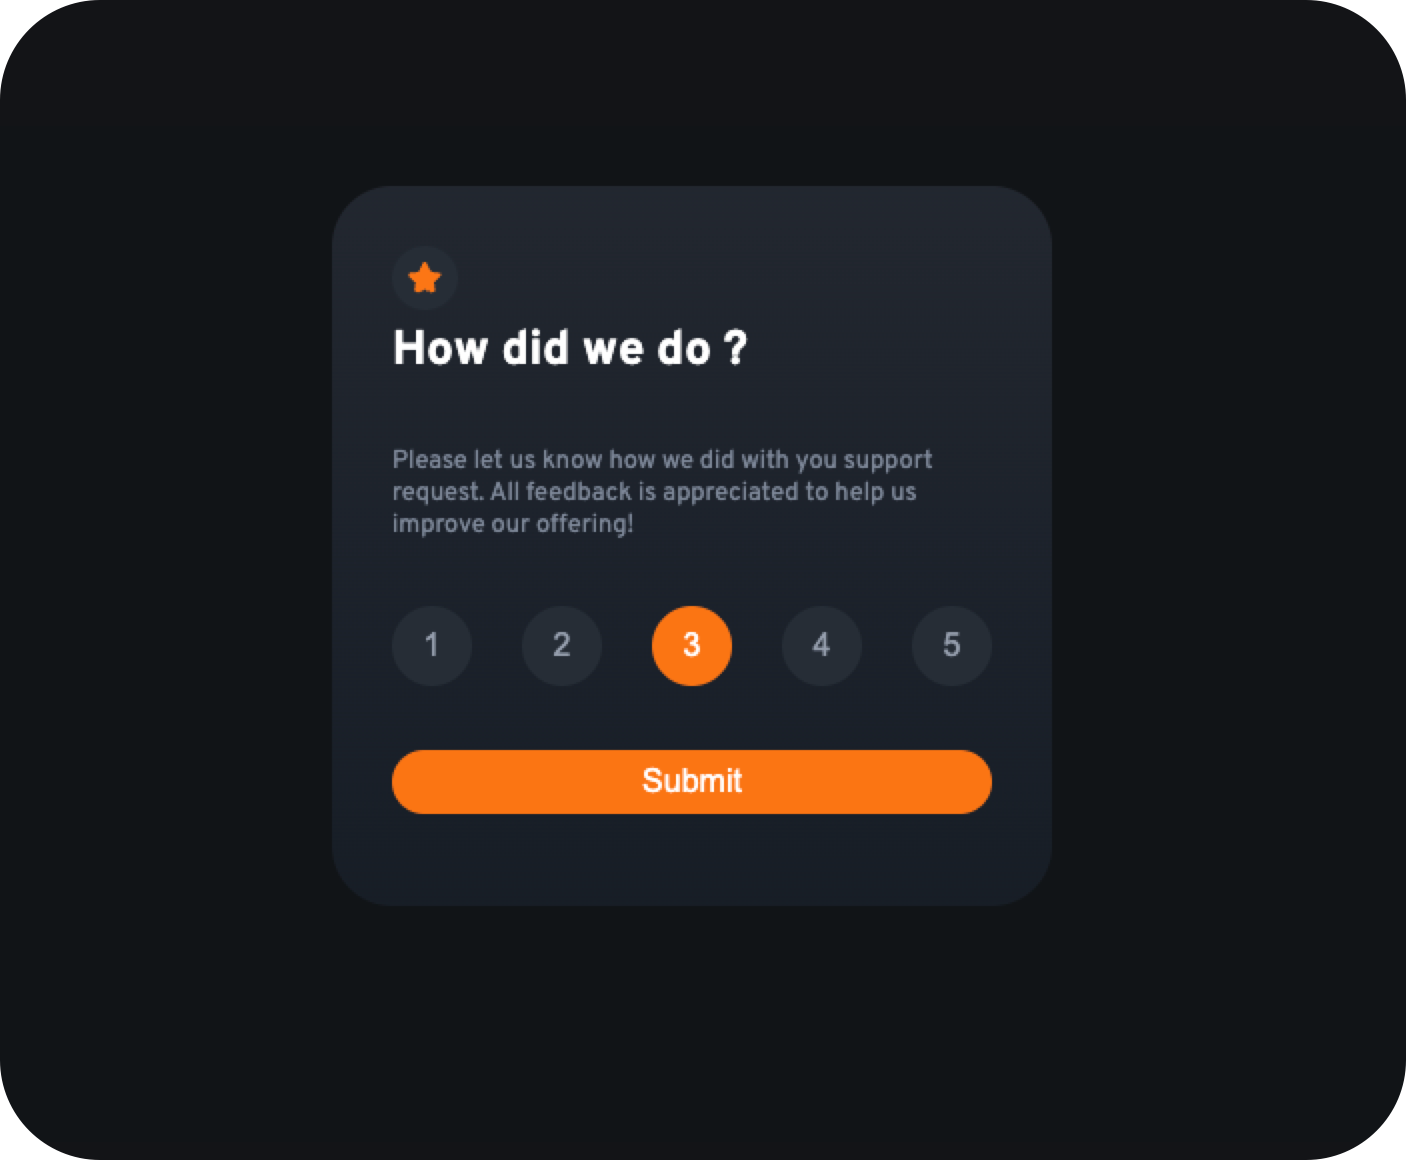 How did we do ?
Please let us know how we did with you support
request. All feedback is appreciated to help us
improve our offering!
1 2 3 4 5
Submit